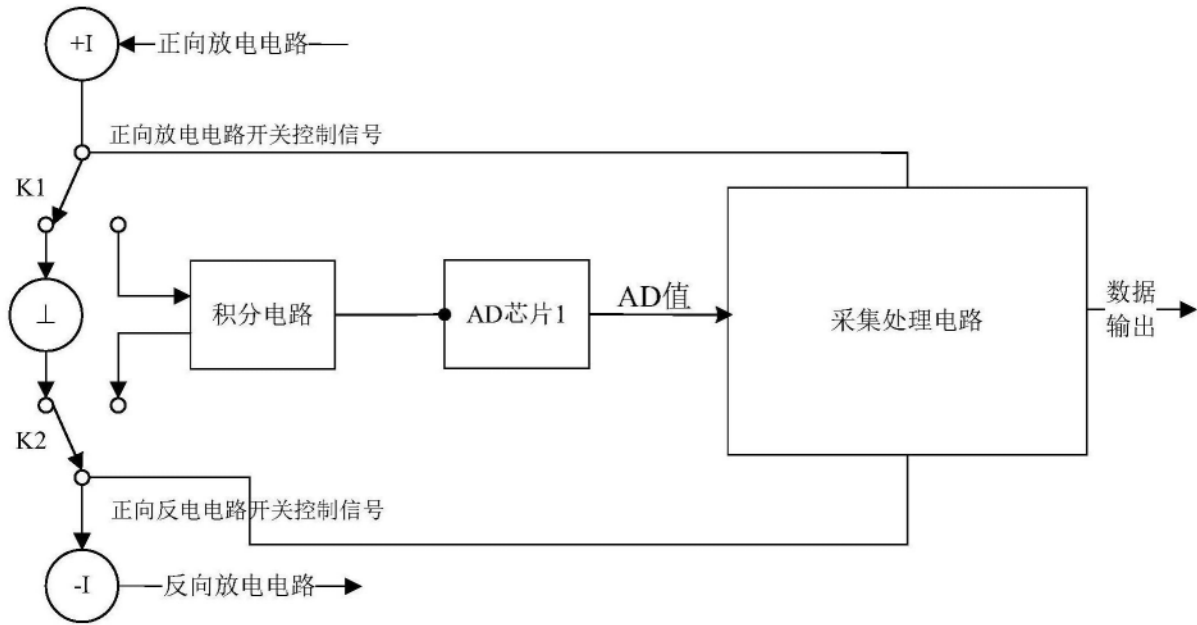 +I
正向放电电路
正向放电电路开关控制信号
K1
⊥
积分电路
AD芯片1
AD值
采集处理电路
数据
输出
K2
正向反电电路开关控制信号
-I
反向放电电路